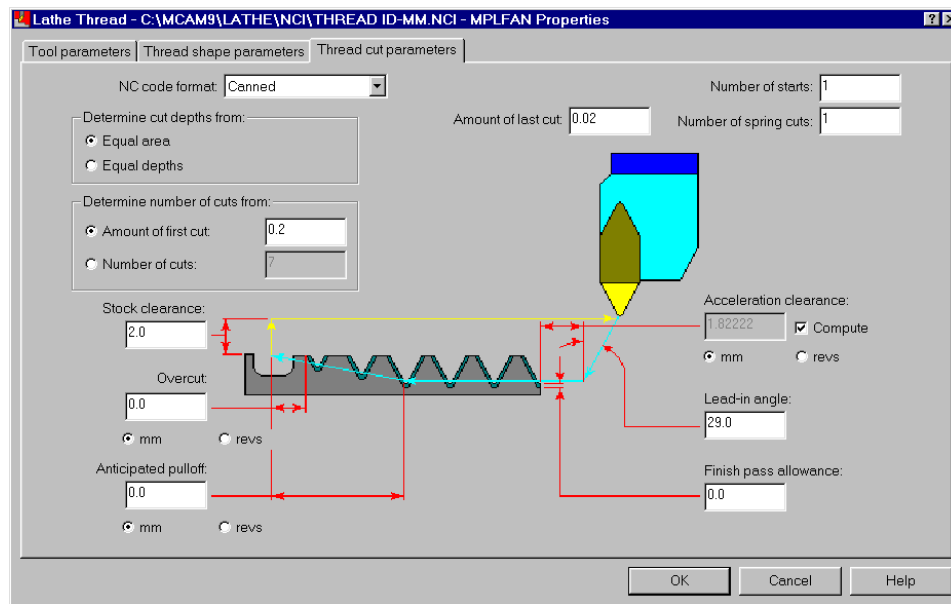 Lathe Thread - C:\MCAM9\LATHE\NCI\THREAD ID-MM.NCI - MPLFAN Properties
Tool parameters
Thread shape parameters
Thread cut parameters
NC code format: Canned
Number of starts: 1
Determine cut depths from:
Amount of last cut: 0.02
Number of spring cuts: 1
Equal area
Equal depths
Determine number of cuts from:
Amount of first cut: 0.2
Number of cuts: 7
Stock clearance:
2.0
Acceleration clearance:
1.82222
Compute
mm revs
Overcut:
0.0
mm revs
Lead-in angle:
29.0
Anticipated pulloff:
0.0
mm revs
Finish pass allowance:
0.0
OK Cancel Help